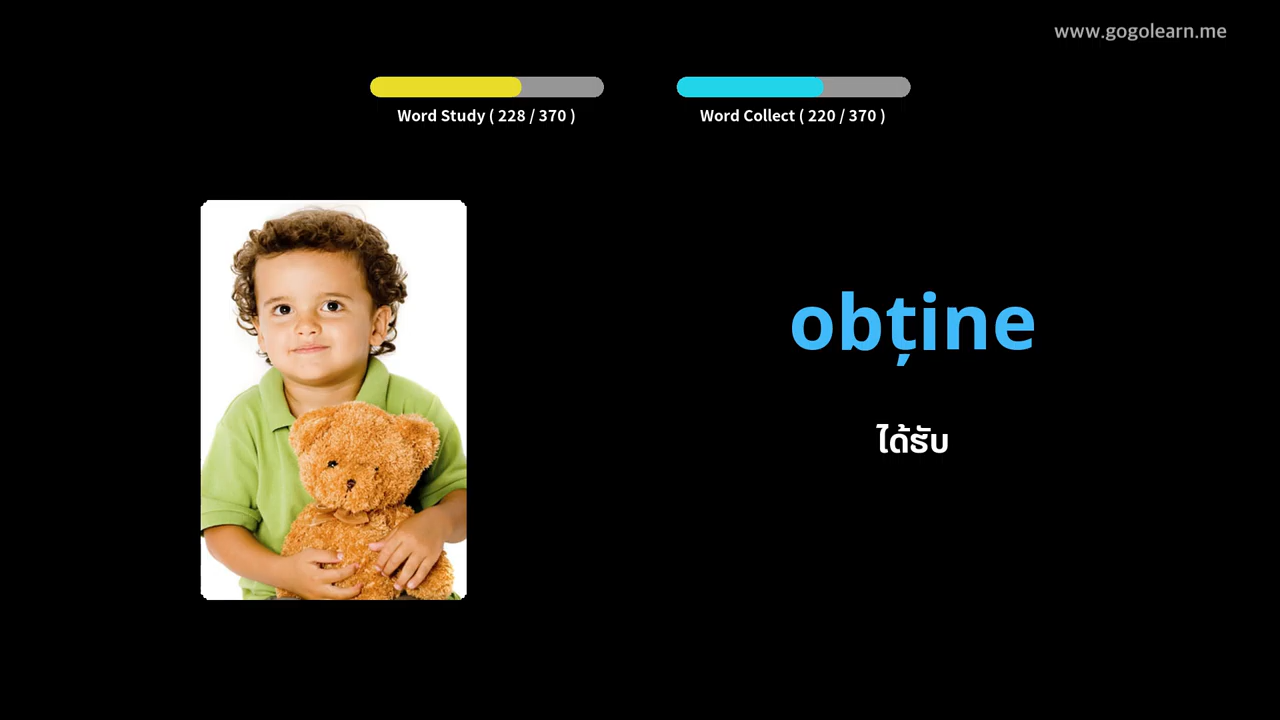 www.gogolearn.me
Word Study ( 228 / 370 )
Word Collect ( 220 / 370 )
obține
ได้รับ